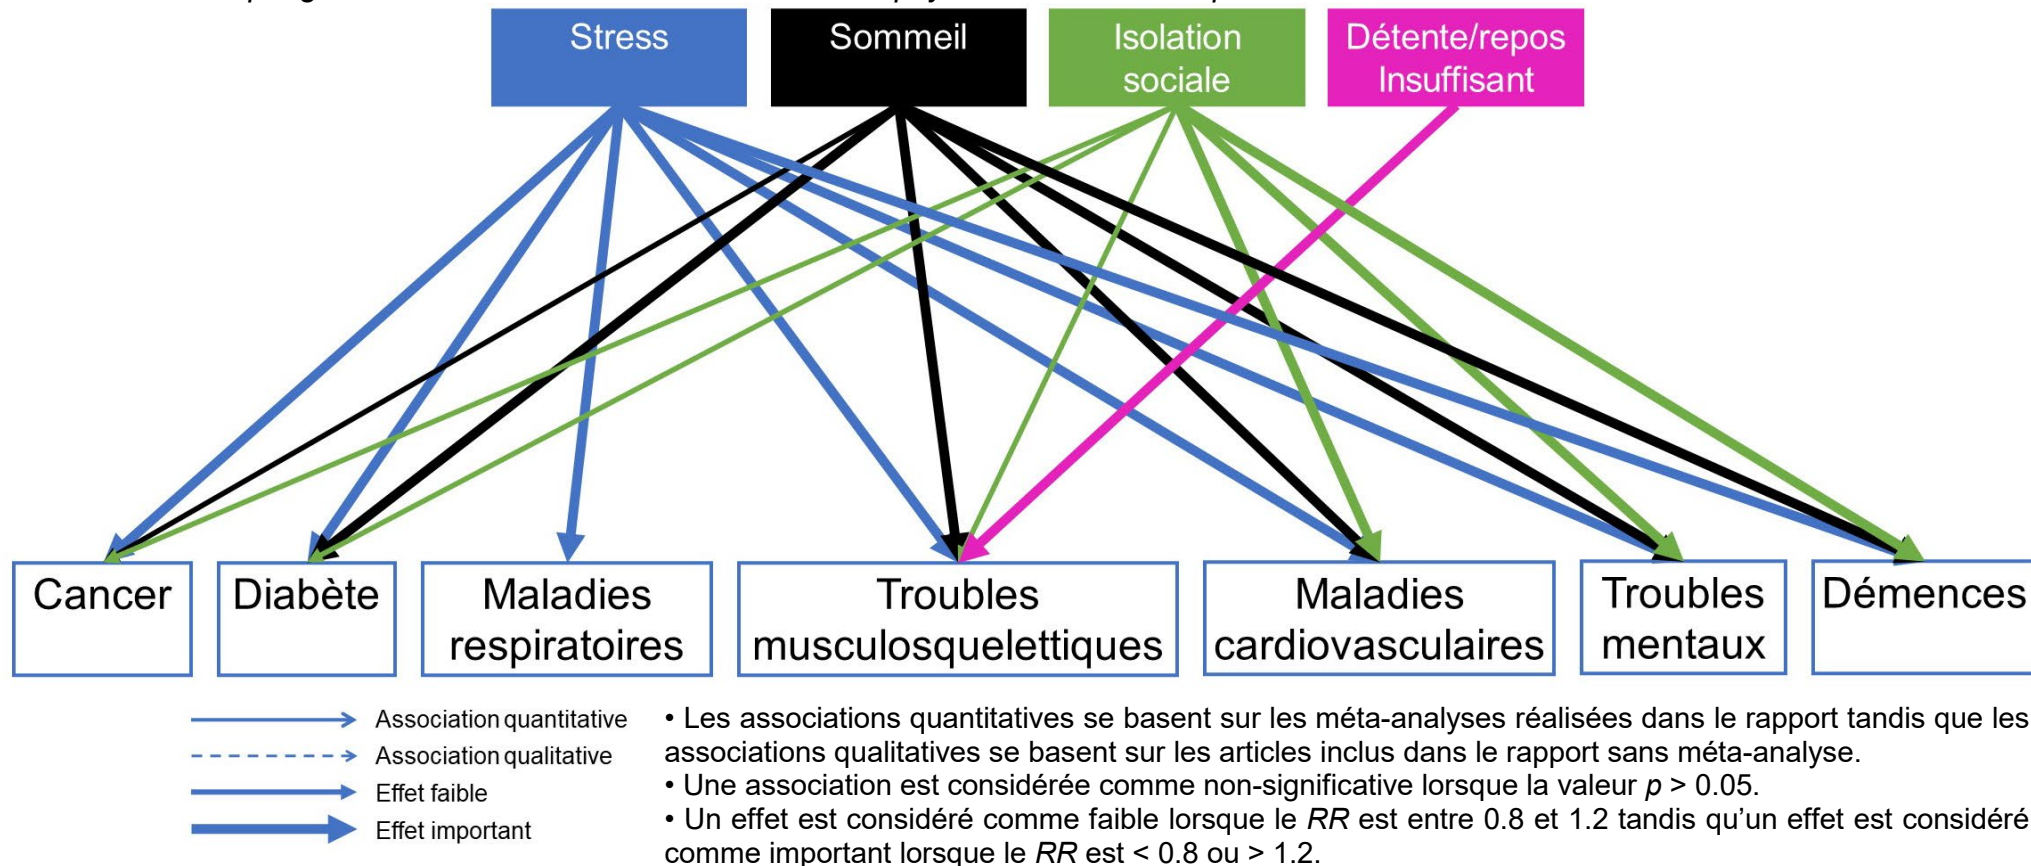 Stress
Sommeil
Isolation
sociale
Détente/repos
Insuffisant
Cancer
Diabète
Maladies
respiratoires
Troubles
musculosquelettiques
Maladies
cardiovasculaires
Troubles
mentaux
Démences
Association quantitative
Association qualitative
Effet faible
Effet important
• Les associations quantitatives se basent sur les méta-analyses réalisées dans le rapport tandis que les
associations qualitatives se basent sur les articles inclus dans le rapport sans méta-analyse.
• Une association est considérée comme non-significative lorsque la valeur p > 0.05.
• Un effet est considéré comme faible lorsque le RR est entre 0.8 et 1.2 tandis qu’un effet est considéré
comme important lorsque le RR est < 0.8 ou > 1.2.